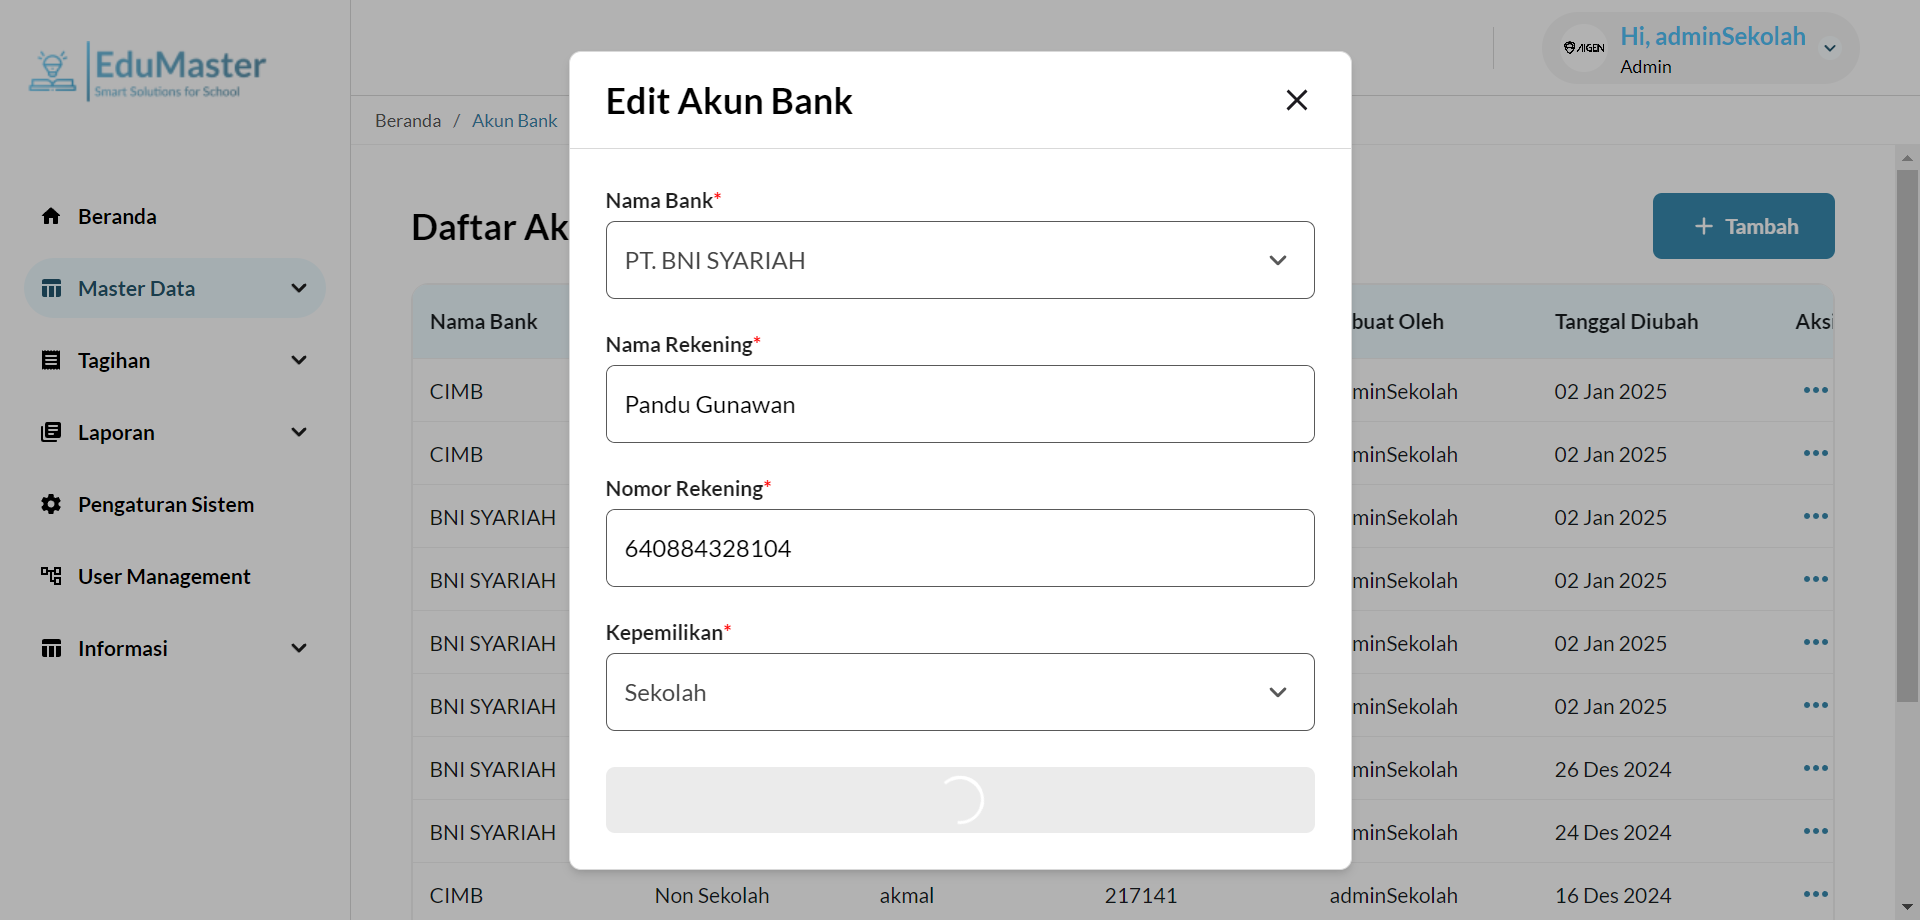 EduMaster
Smart Solutions for School
AIGEN
Hi, adminSekolah
Admin
Beranda / Akun Bank
Beranda
Master Data
Tagihan
Laporan
Pengaturan Sistem
User Management
Informasi
Daftar Ak
+ Tambah
Nama Bank
buat Oleh
Tanggal Diubah
Aksi
CIMB minSekolah 02 Jan 2025
CIMB minSekolah 02 Jan 2025
BNI SYARIAH minSekolah 02 Jan 2025
BNI SYARIAH minSekolah 02 Jan 2025
BNI SYARIAH minSekolah 02 Jan 2025
BNI SYARIAH minSekolah 02 Jan 2025
BNI SYARIAH minSekolah 26 Des 2024
BNI SYARIAH minSekolah 24 Des 2024
CIMB Non Sekolah akmal 217141 adminSekolah 16 Des 2024
Edit Akun Bank
Nama Bank*
PT. BNI SYARIAH
Nama Rekening*
Pandu Gunawan
Nomor Rekening*
640884328104
Kepemilikan*
Sekolah